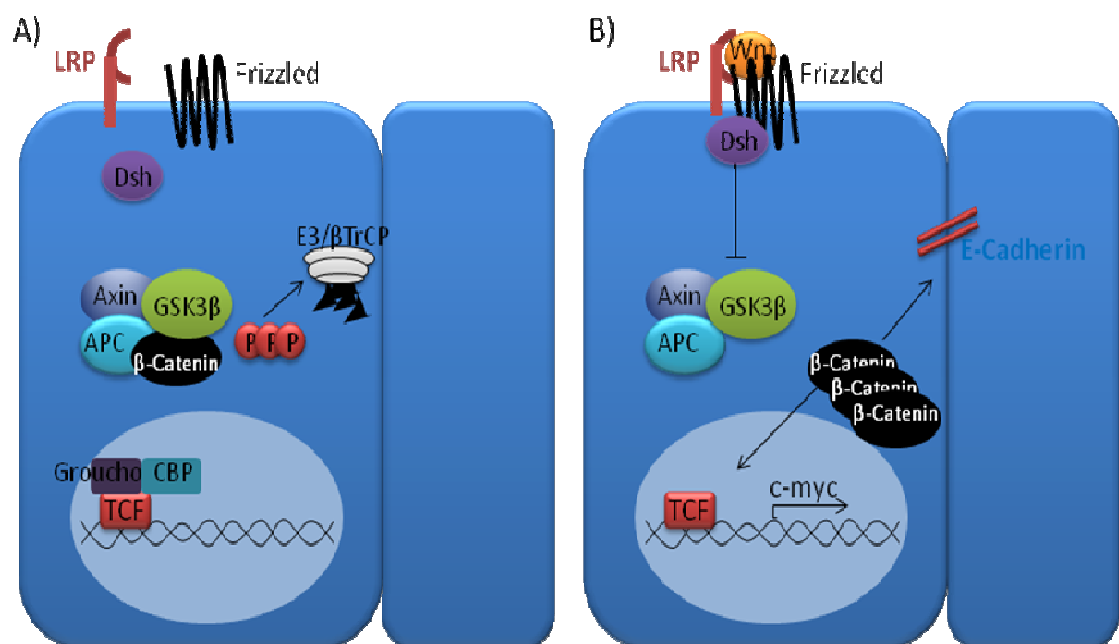 A)
LRP
Frizzled
Dsh
E3/βTrCP
Axin
GSK3β
APC
β-Catenin
P P P
Groucho CBP
TCF
B)
Wnt
LRP
Frizzled
Dsh
E-Cadherin
Axin
GSK3β
APC
β-Catenin
β-Catenin
β-Catenin
c-myc
TCF